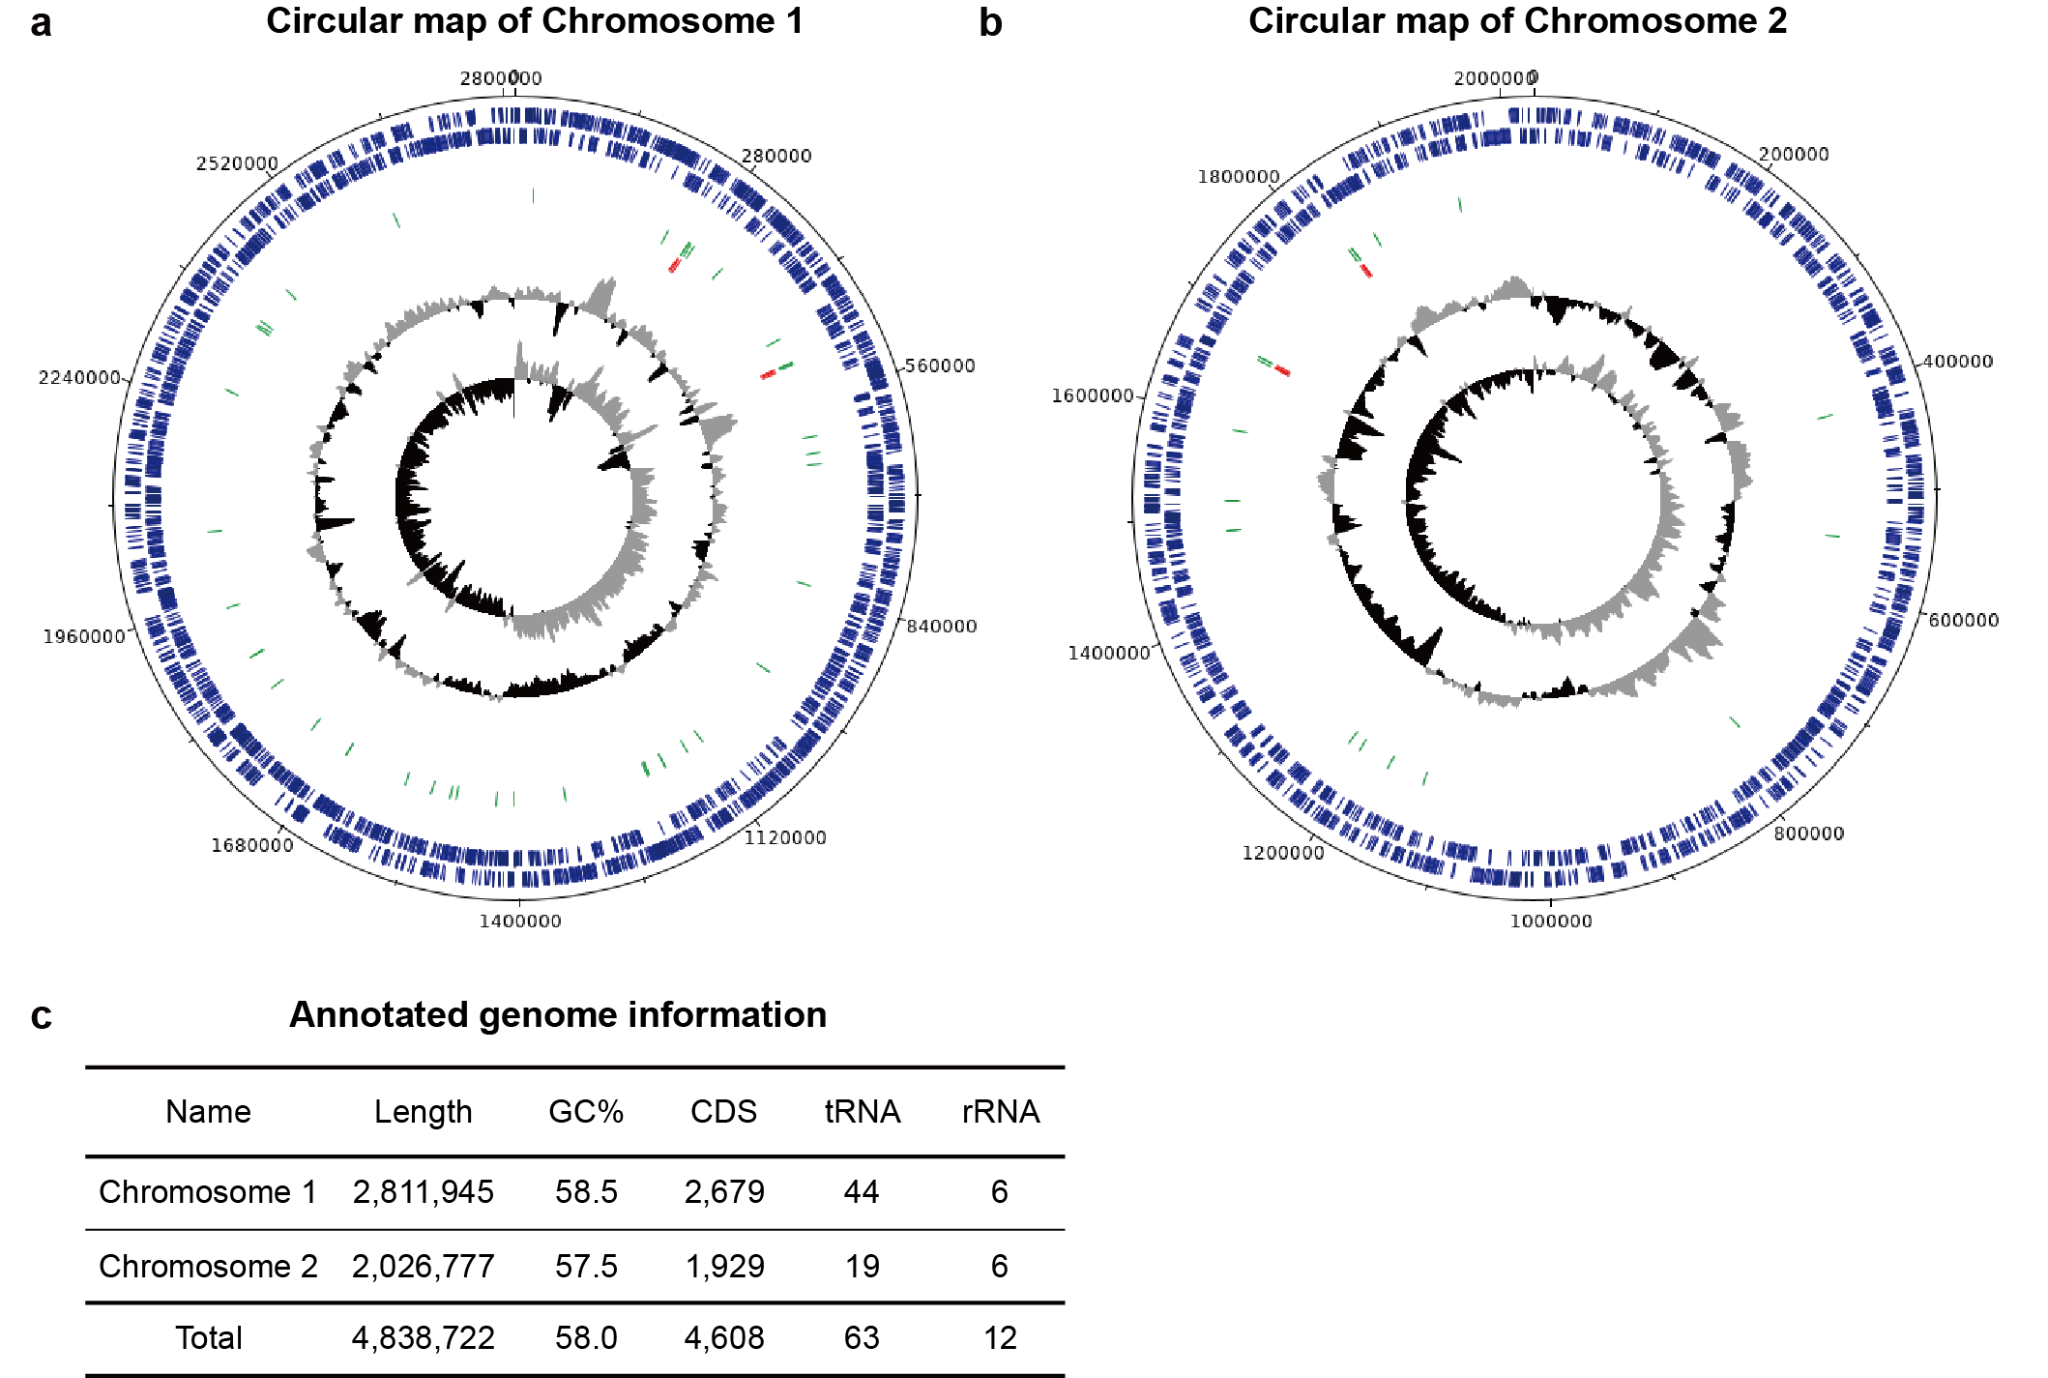 a Circular map of Chromosome 1
2800000 0
280000
560000
840000
1120000
1400000
1680000
1960000
2240000
2520000
b Circular map of Chromosome 2
2000000 0
200000
400000
600000
800000
1000000
1200000
1400000
1600000
1800000
c Annotated genome information
Name Length GC% CDS tRNA rRNA
Chromosome 1 2,811,945 58.5 2,679 44 6
Chromosome 2 2,026,777 57.5 1,929 19 6
Total 4,838,722 58.0 4,608 63 12